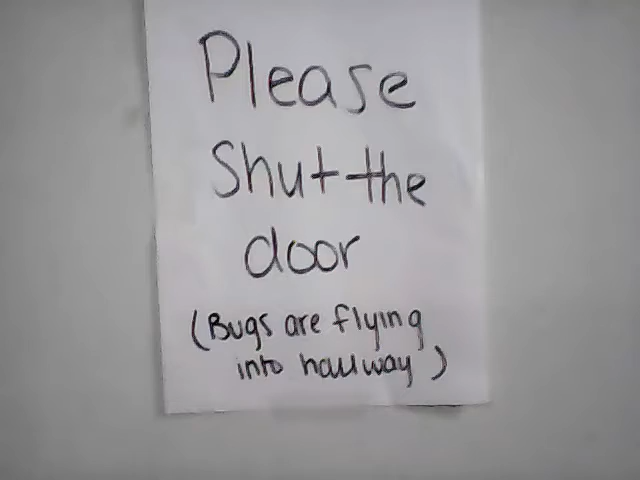 Please
Shut the
door
(Bugs are flying
into hallway)